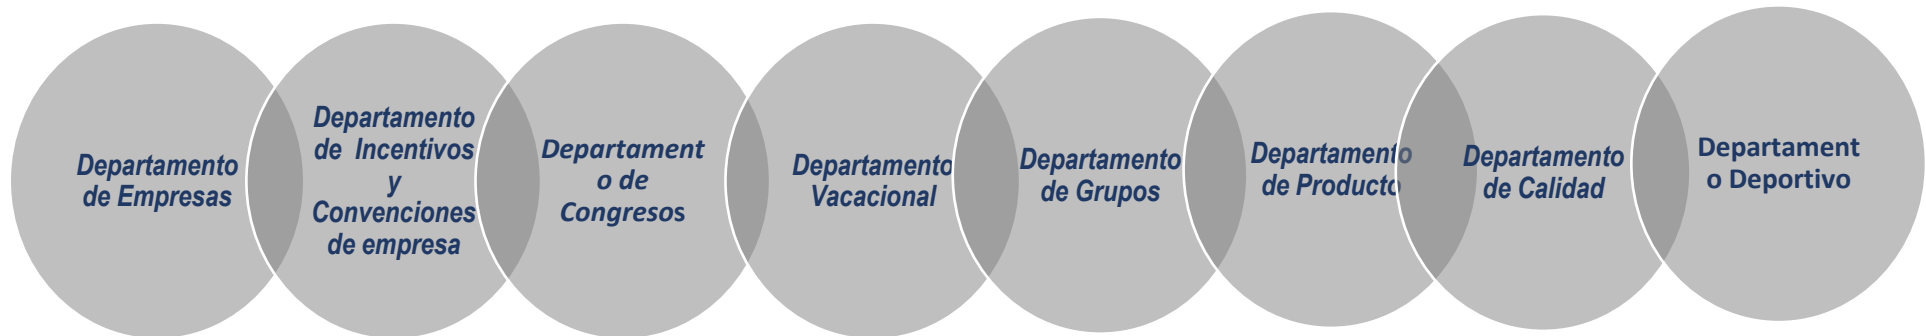 Departamento
de Empresas
Departamento
de Incentivos
y
Convenciones
de empresa
Departament
o de
Congresos
Departamento
Vacacional
Departamento
de Grupos
Departamento
de Producto
Departamento
de Calidad
Departament
o Deportivo